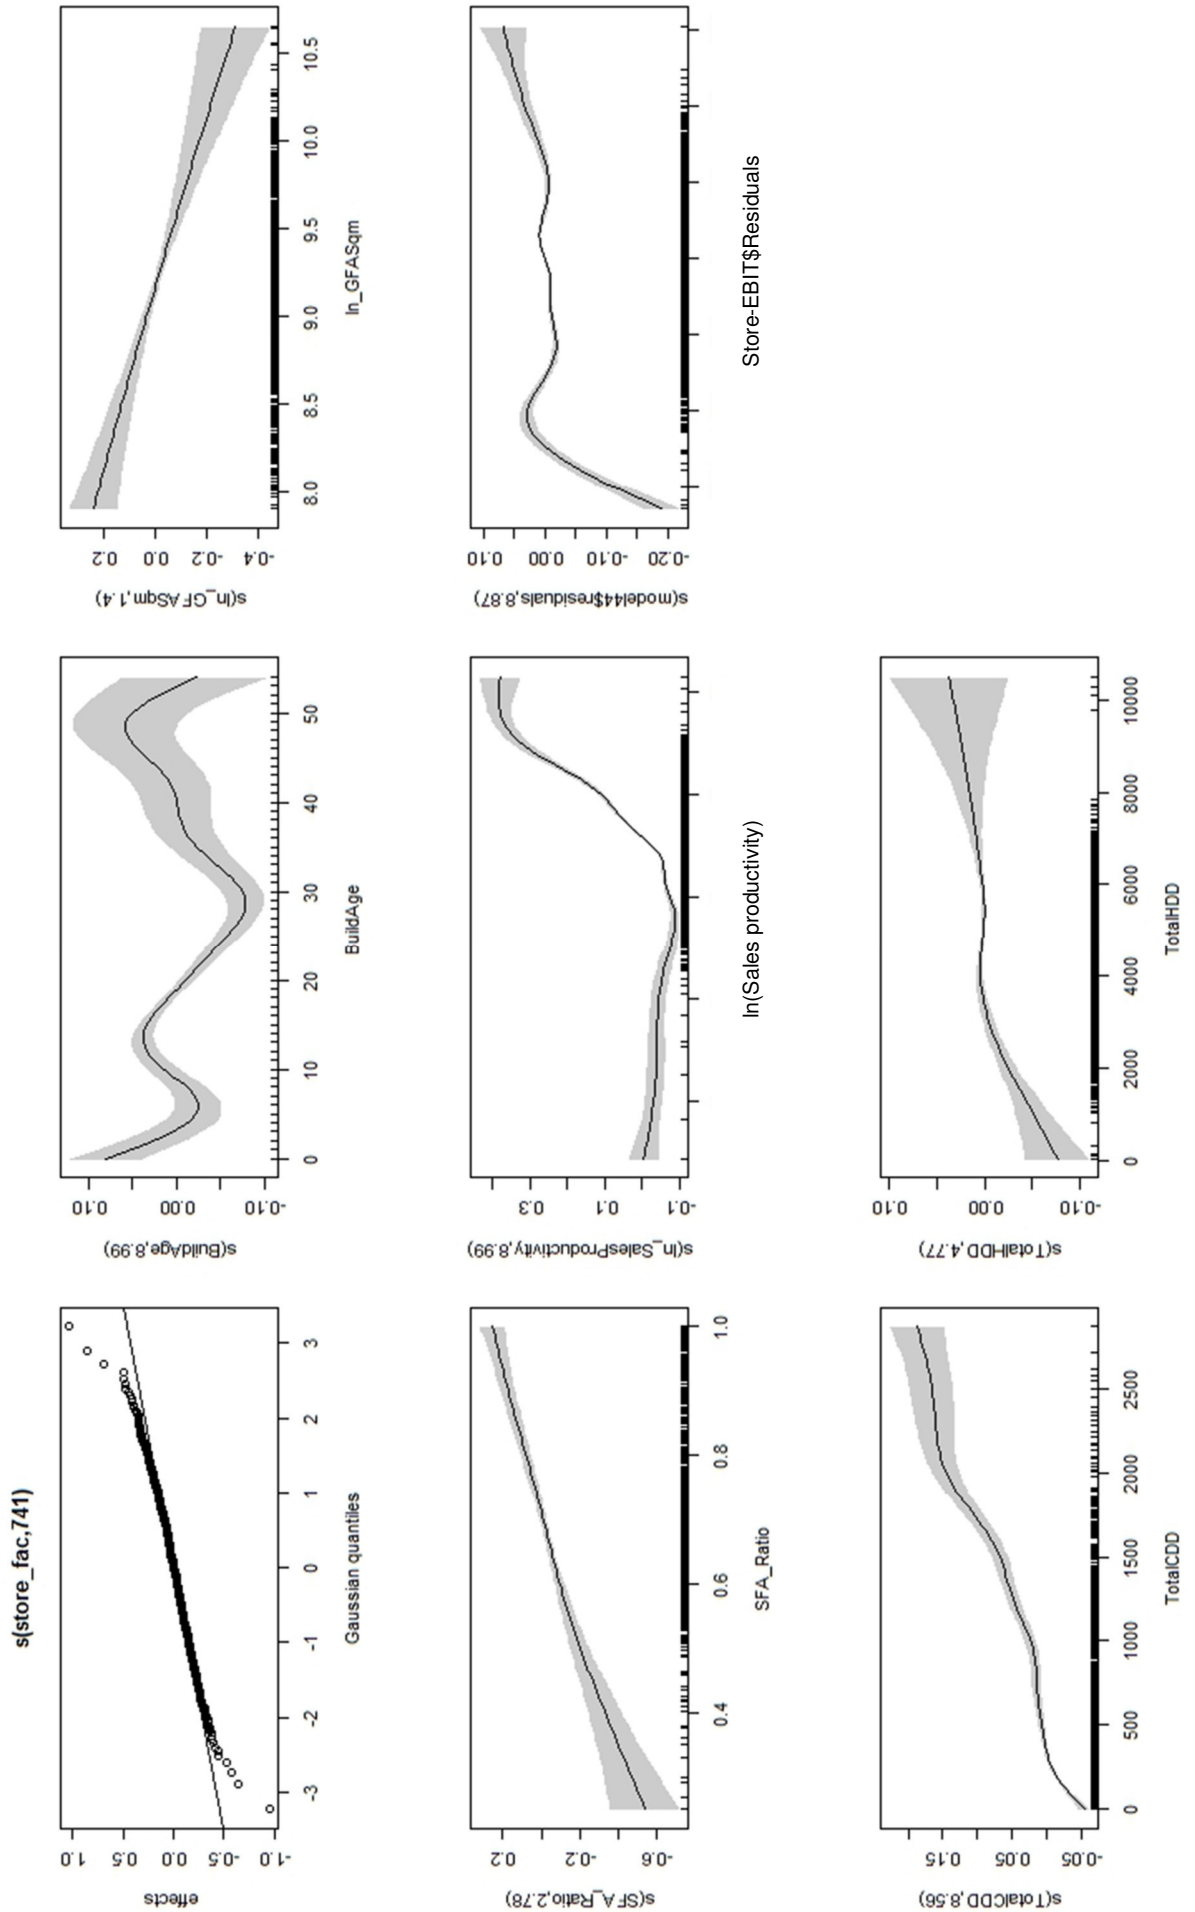 s(store_fac,741)
effects
1.0
0.5
0.0
-0.5
-1.0
-3 -2 -1 0 1 2 3
Gaussian quantiles
s(BuildAge,8.99)
0.10
0.00
-0.10
0 10 20 30 40 50
BuildAge
s(ln_GFASqm,1.4)
0.2
0.0
-0.2
-0.4
8.0 8.5 9.0 9.5 10.0 10.5
ln_GFASqm
s(SFA_Ratio,2.78)
0.2
-0.2
-0.6
0.4 0.6 0.8 1.0
SFA_Ratio
s(ln_SalesProductivity,8.99)
0.3
0.1
-0.1
ln(Sales productivity)
s(model44$residuals,8.87)
0.10
0.00
-0.10
-0.20
Store-EBIT$Residuals
s(TotalCDD,8.56)
0.15
0.05
-0.05
0 500 1000 1500 2000 2500
TotalCDD
s(TotalHDD,4.77)
0.10
0.00
-0.10
0 2000 4000 6000 8000 10000
TotalHDD